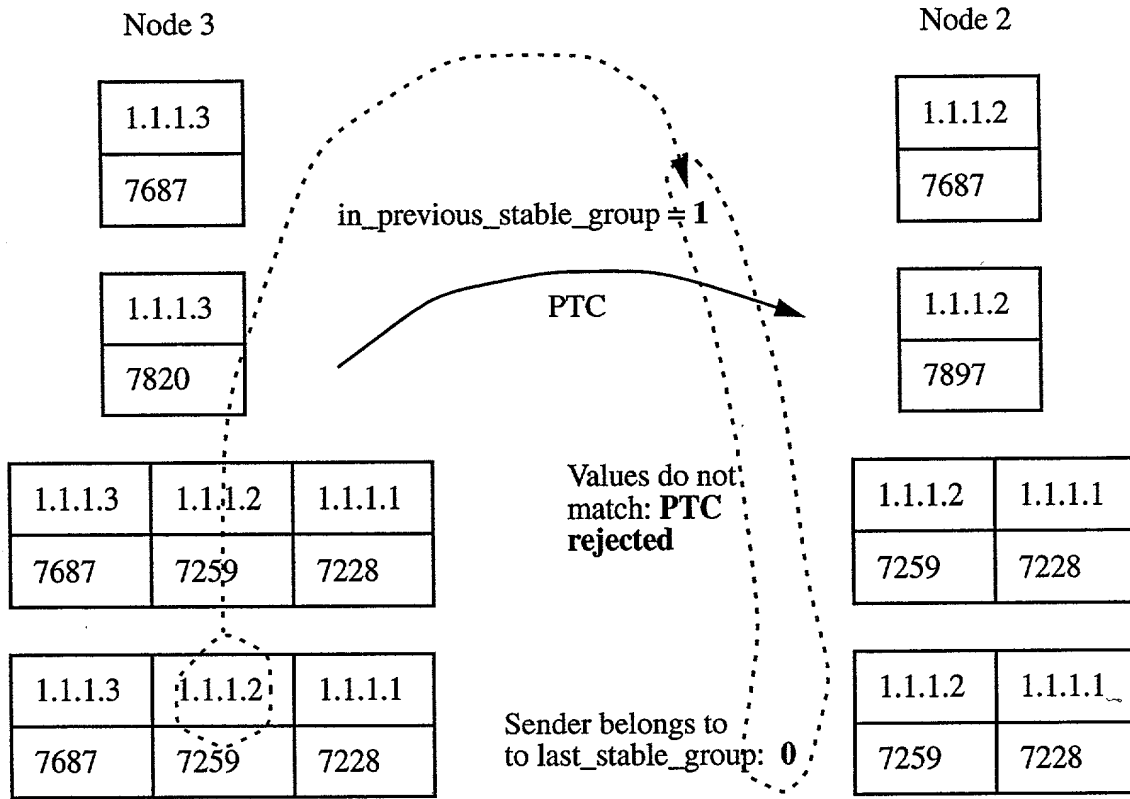 Node 3
Node 2
1.1.1.3
7687
1.1.1.2
7687
in_previous_stable_group = 1
1.1.1.3
7820
PTC
1.1.1.2
7897
1.1.1.3 1.1.1.2 1.1.1.1
7687 7259 7228
Values do not
match: PTC
rejected
1.1.1.2 1.1.1.1
7259 7228
1.1.1.3 1.1.1.2 1.1.1.1
7687 7259 7228
Sender belongs to
to last_stable_group: 0
1.1.1.2 1.1.1.1
7259 7228